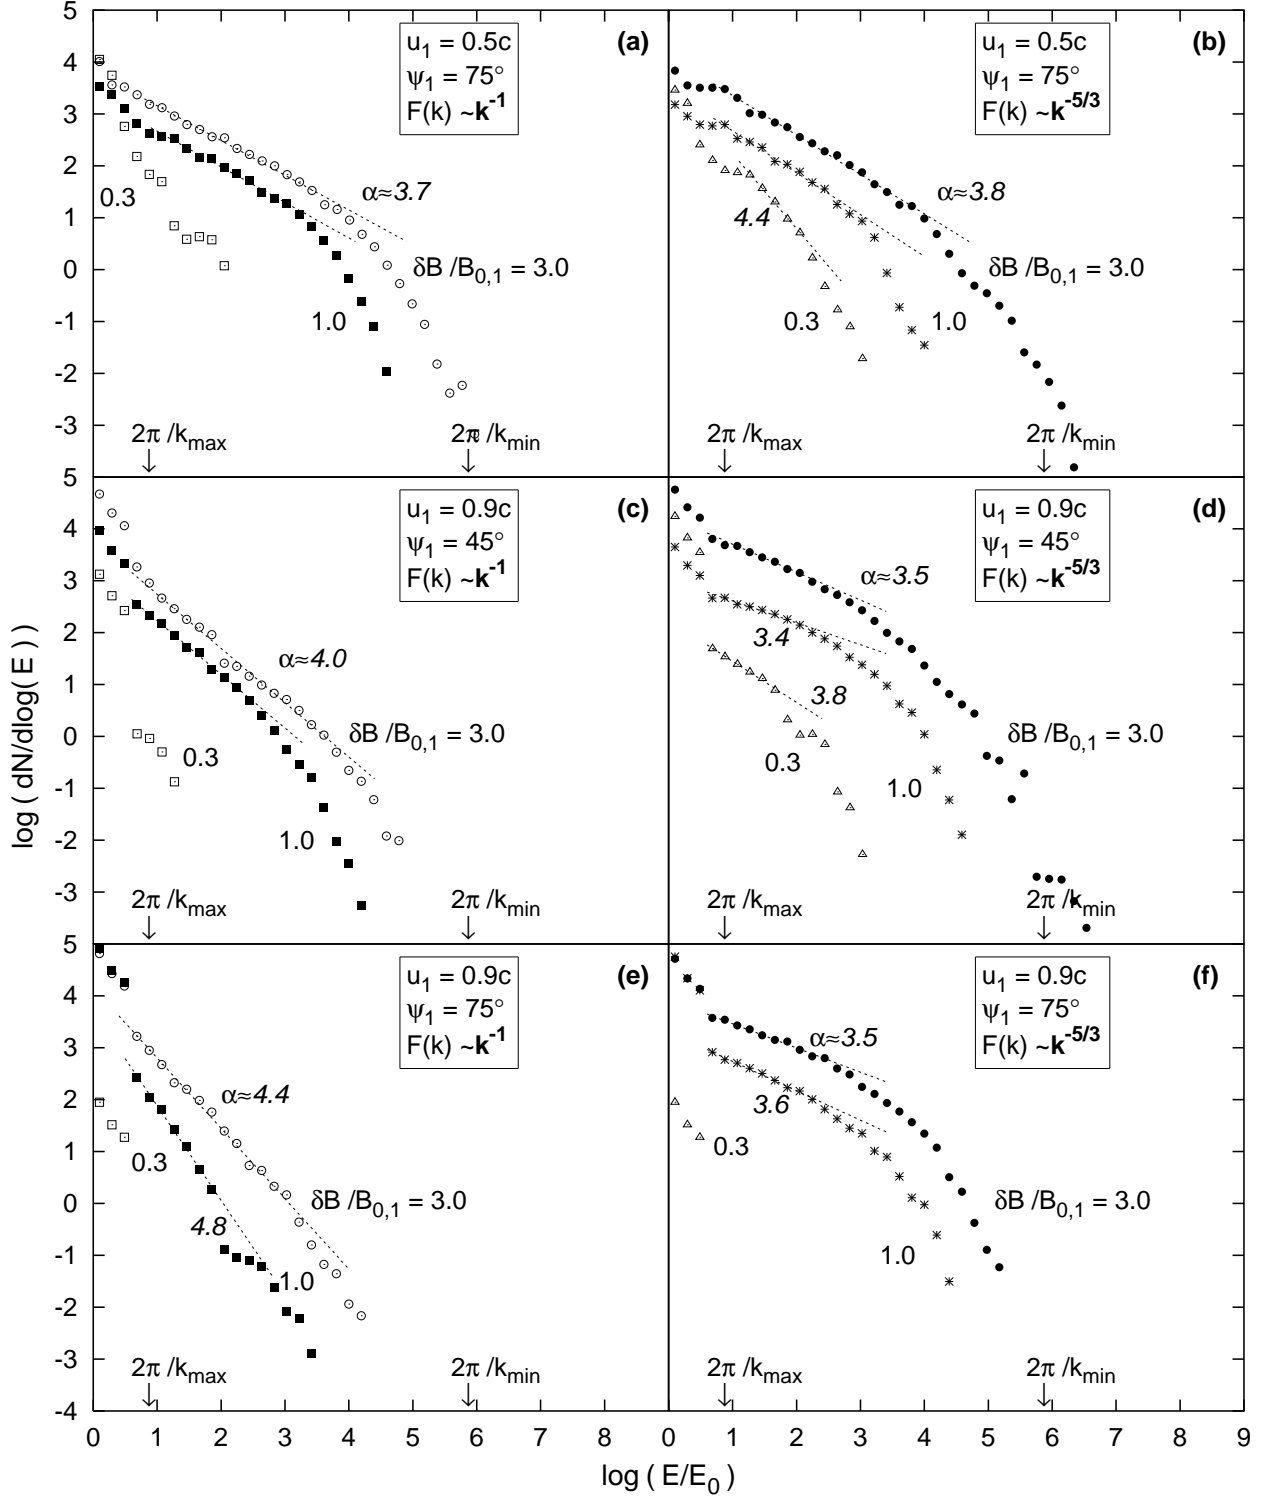 5
4
3
2
1
0
-1
-2
-3
u₁ = 0.5c
ψ₁ = 75°
F(k) ~k⁻¹
(a)
α≈3.7
0.3
δB /B₀,₁ = 3.0
1.0
2π /kmax
2π /kmin
u₁ = 0.5c
ψ₁ = 75°
F(k) ~k⁻⁵/³
(b)
α≈3.8
4.4
δB /B₀,₁ = 3.0
0.3
1.0
2π /kmax
2π /kmin
5
4
3
2
1
0
-1
-2
-3
u₁ = 0.9c
ψ₁ = 45°
F(k) ~k⁻¹
(c)
α≈4.0
δB /B₀,₁ = 3.0
0.3
1.0
2π /kmax
2π /kmin
u₁ = 0.9c
ψ₁ = 45°
F(k) ~k⁻⁵/³
(d)
α≈3.5
3.4
3.8
δB /B₀,₁ = 3.0
0.3
1.0
2π /kmax
2π /kmin
log ( dN/dlog( E ) )
5
4
3
2
1
0
-1
-2
-3
-4
u₁ = 0.9c
ψ₁ = 75°
F(k) ~k⁻¹
(e)
α≈4.4
0.3
δB /B₀,₁ = 3.0
4.8
1.0
2π /kmax
2π /kmin
u₁ = 0.9c
ψ₁ = 75°
F(k) ~k⁻⁵/³
(f)
α≈3.5
3.6
0.3
δB /B₀,₁ = 3.0
1.0
2π /kmax
2π /kmin
0 1 2 3 4 5 6 7 8 0 1 2 3 4 5 6 7 8 9
log ( E/E₀ )